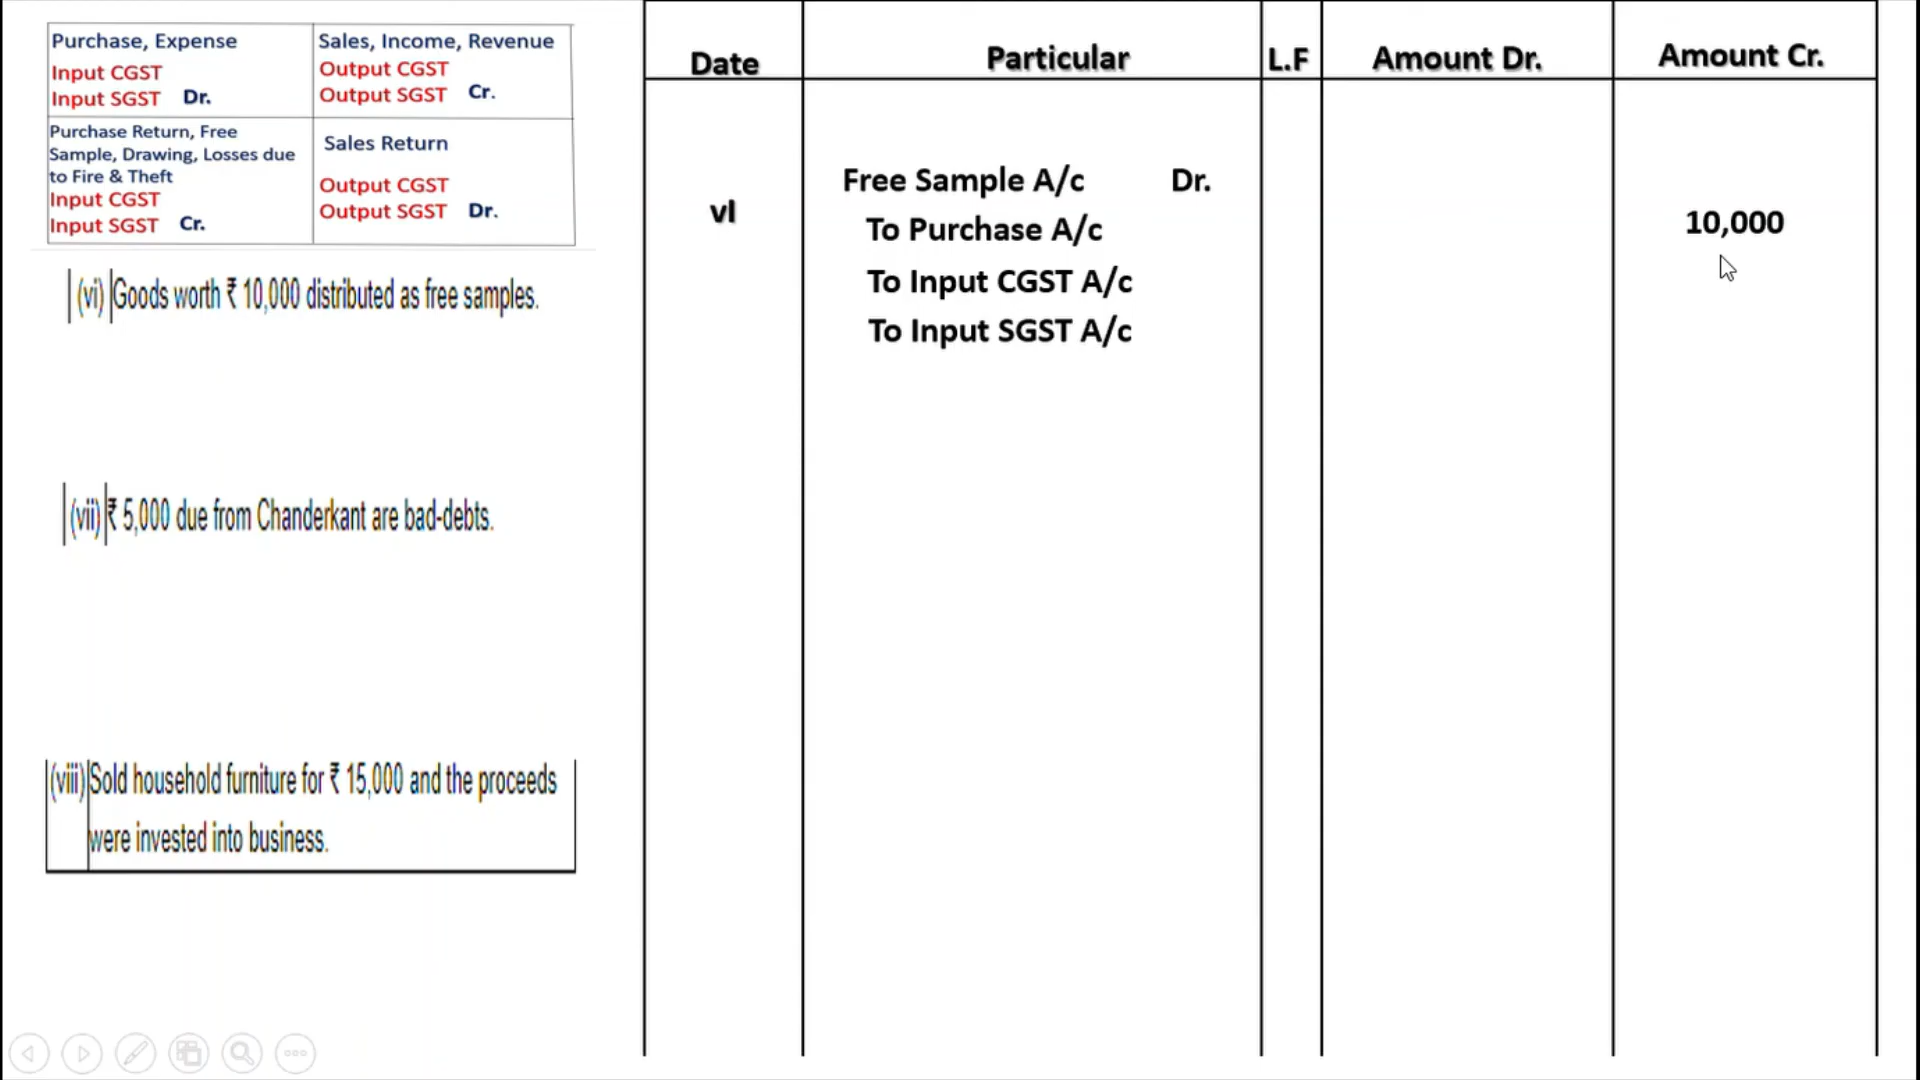 Purchase, Expense
Input CGST
Input SGST Dr.
Sales, Income, Revenue
Output CGST
Output SGST Cr.
Purchase Return, Free
Sample, Drawing, Losses due
to Fire & Theft
Input CGST
Input SGST Cr.
Sales Return
Output CGST
Output SGST Dr.
(vi) Goods worth ₹ 10,000 distributed as free samples.
(vii) ₹ 5,000 due from Chanderkant are bad-debts.
(viii) Sold household furniture for ₹ 15,000 and the proceeds
were invested into business.
Date Particular L.F Amount Dr. Amount Cr.
vI
Free Sample A/c Dr.
To Purchase A/c 10,000
To Input CGST A/c
To Input SGST A/c